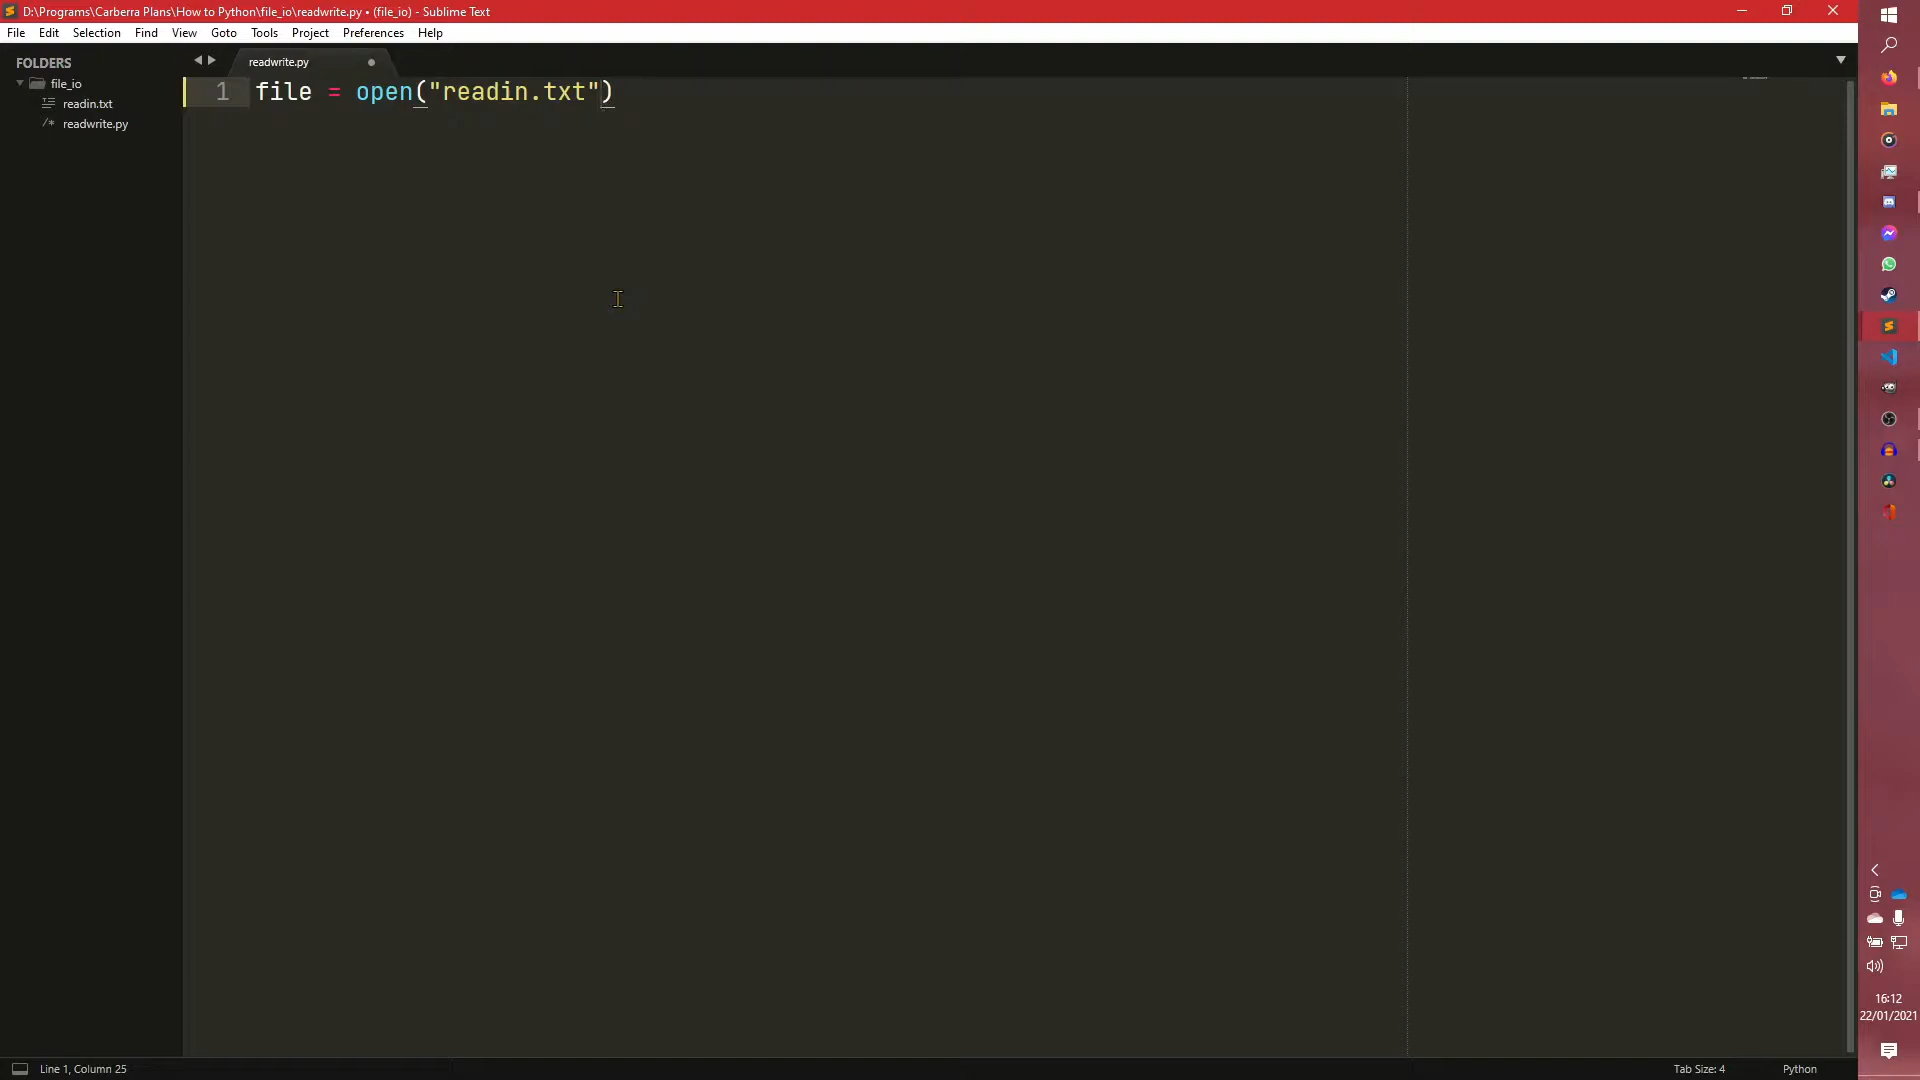 D:\Programs\Carberra Plans\How to Python\file_io\readwrite.py • (file_io) - Sublime Text
File Edit Selection Find View Goto Tools Project Preferences Help
FOLDERS
file_io
readin.txt
readwrite.py
readwrite.py
1 file = open("readin.txt")
16:12
22/01/2021
Line 1, Column 25
Tab Size: 4
Python